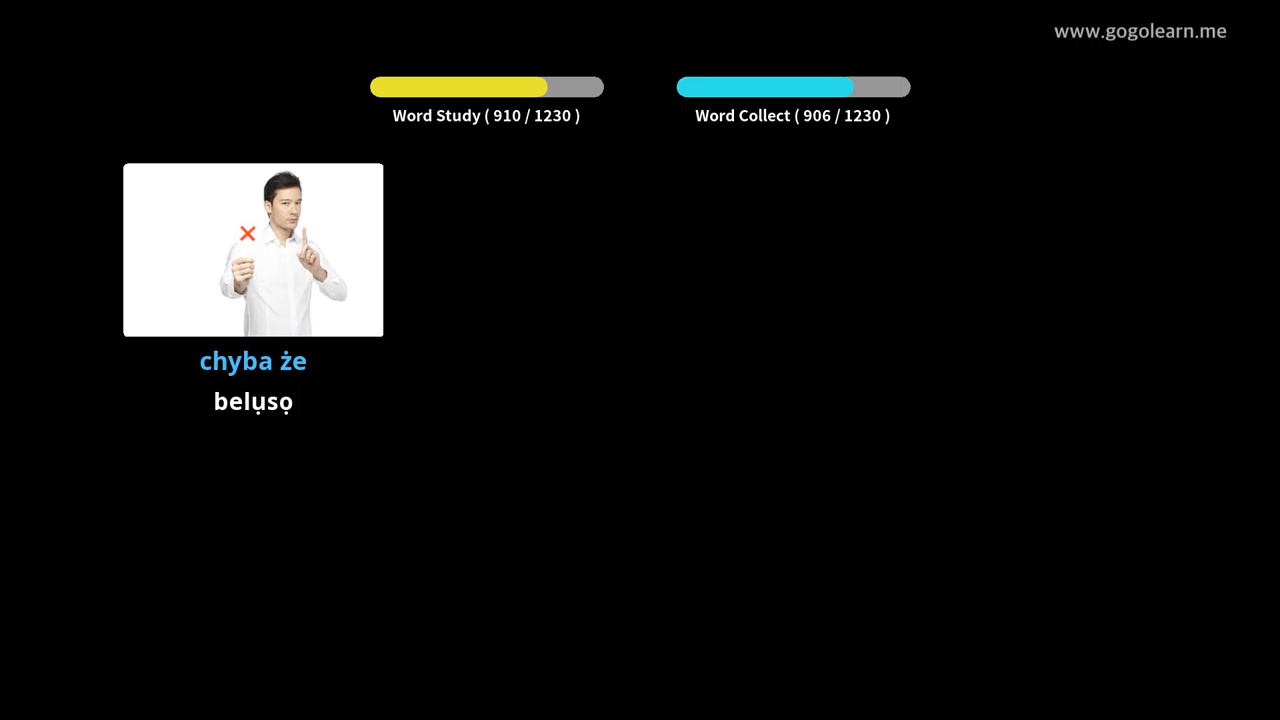 www.gogolearn.me
Word Study ( 910 / 1230 )
Word Collect ( 906 / 1230 )
chyba że
belụsọ